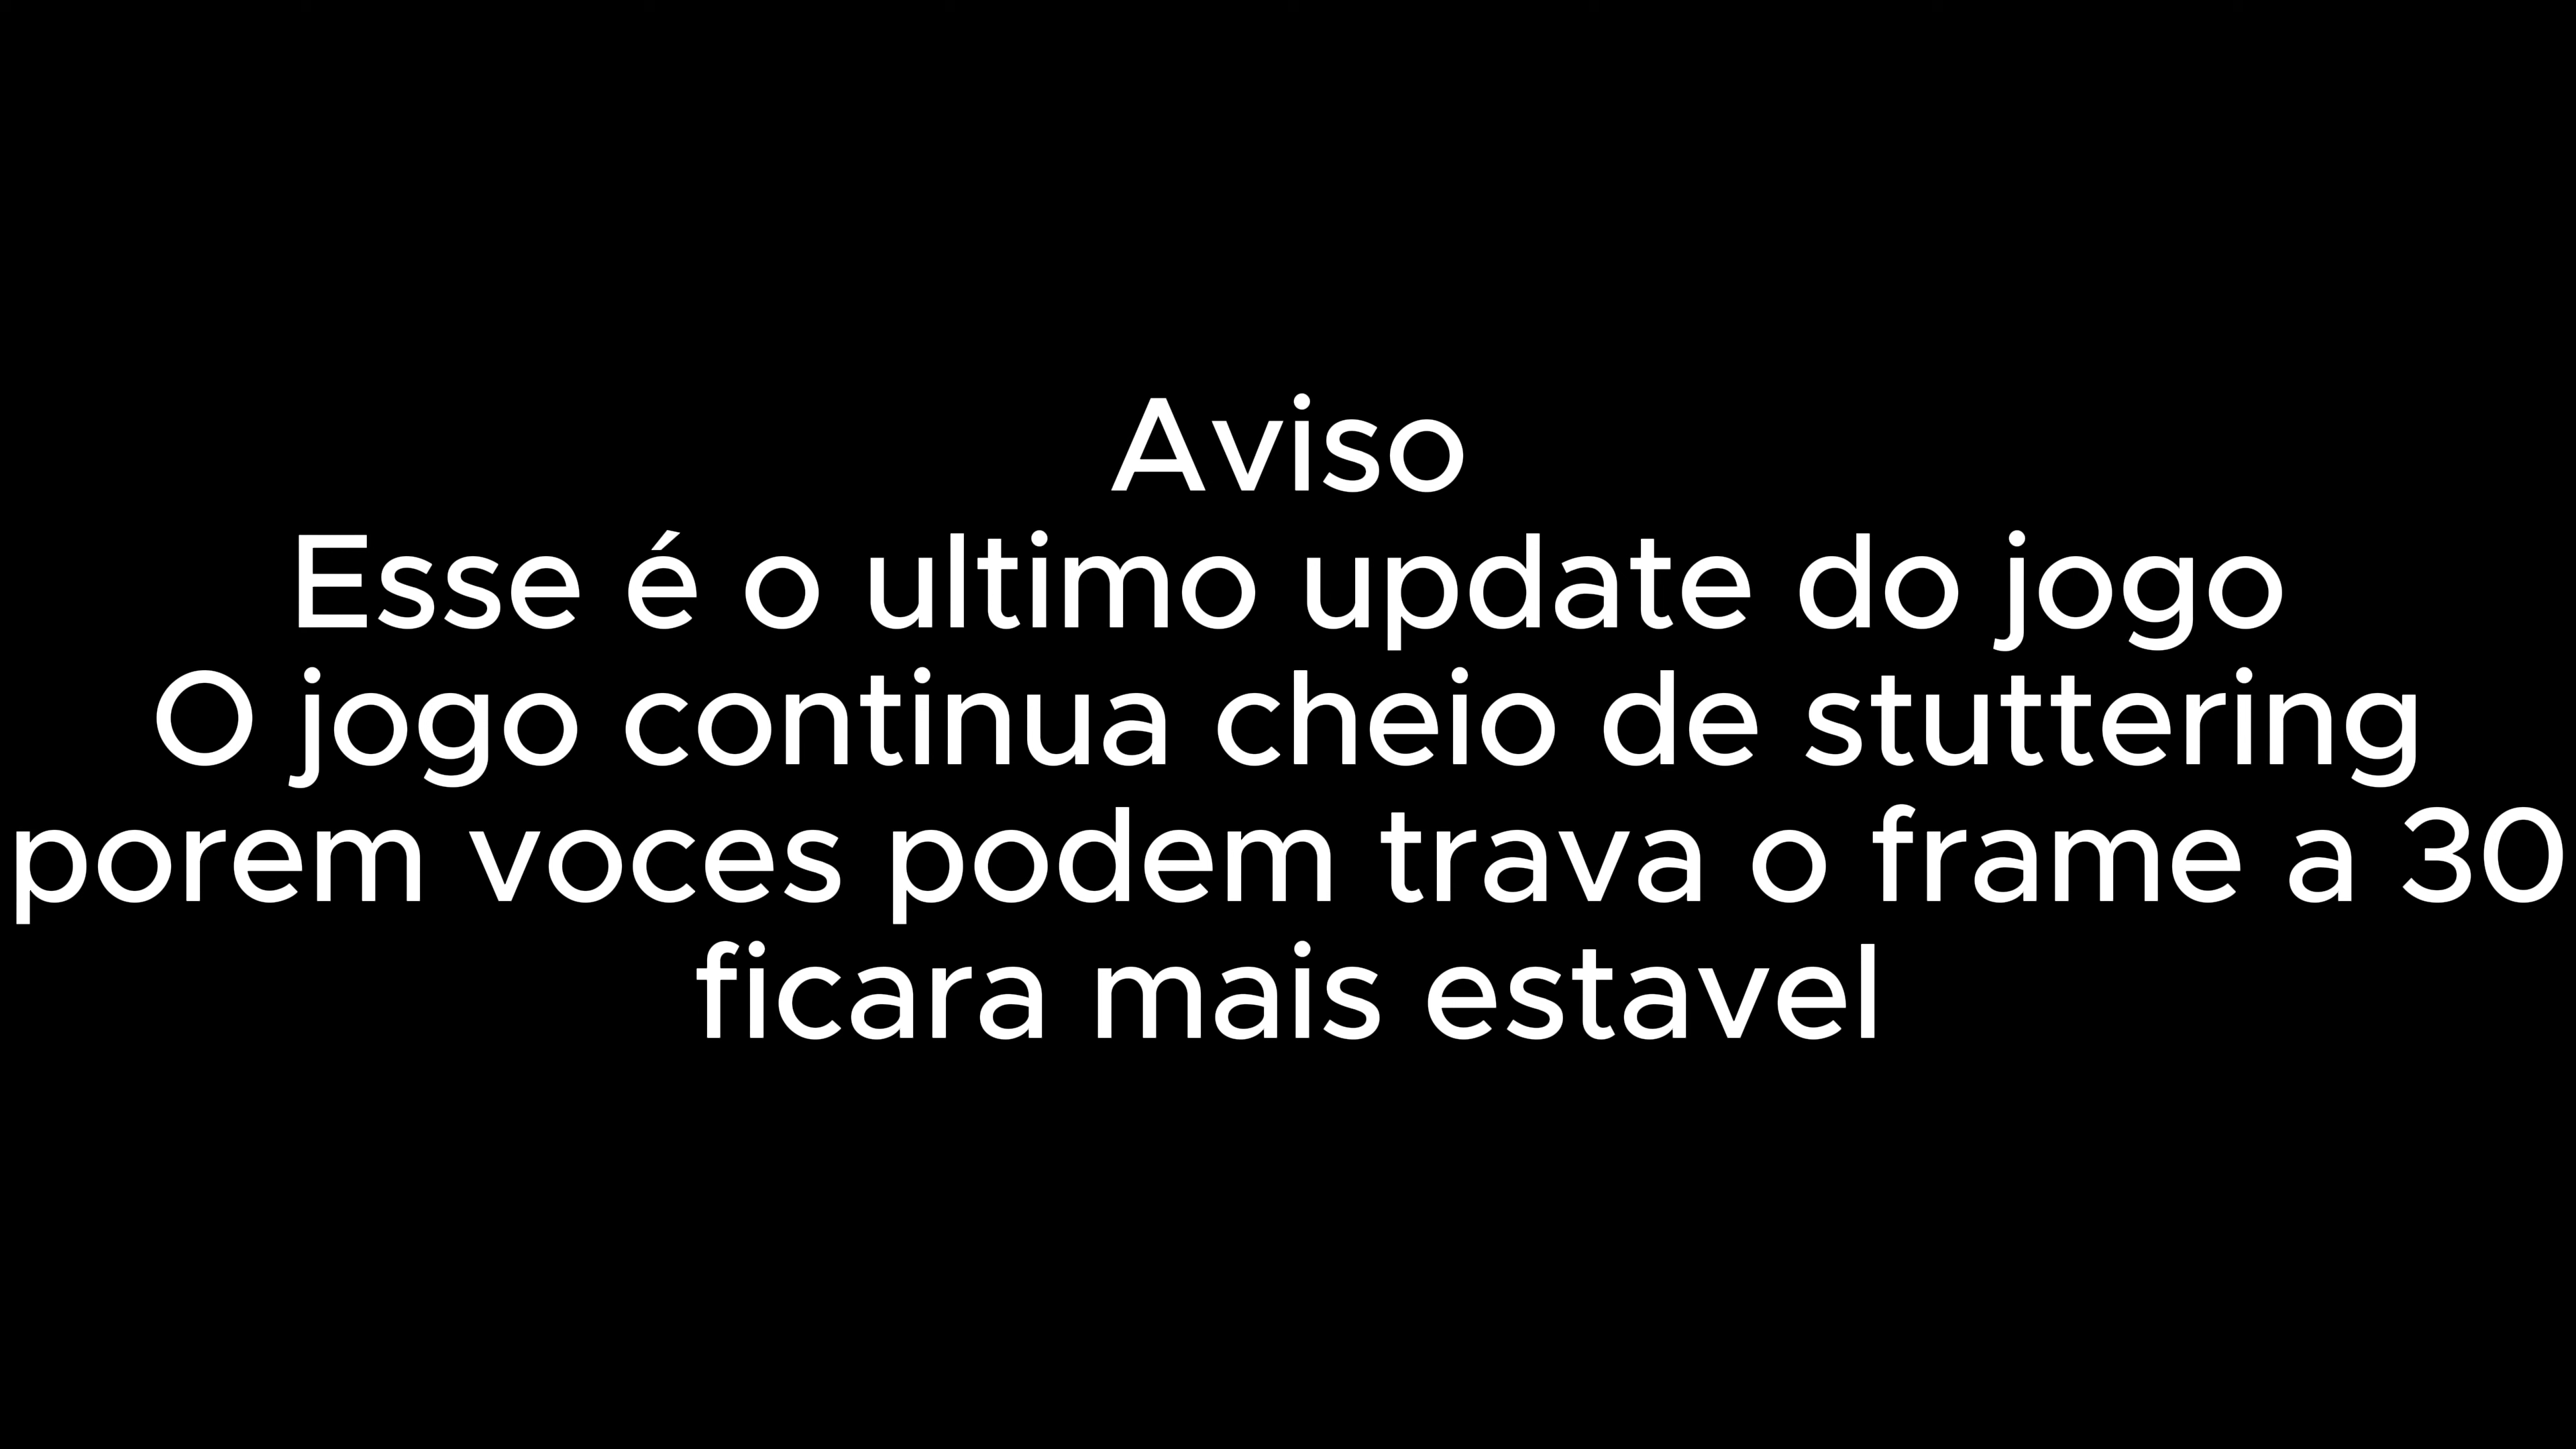 Aviso
Esse é o ultimo update do jogo
O jogo continua cheio de stuttering
porem voces podem trava o frame a 30
ficara mais estavel